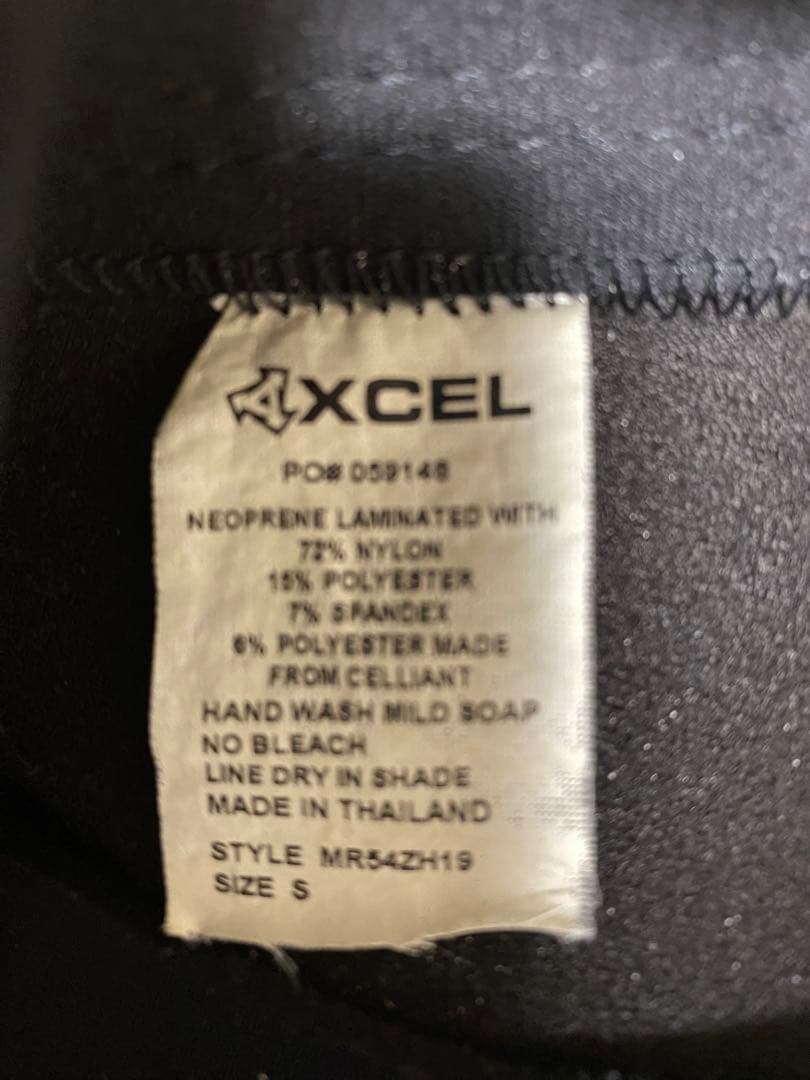 XCEL
PO# 059148
NEOPRENE LAMINATED WITH
72% NYLON
15% POLYESTER
7% SPANDEX
6% POLYESTER MADE
FROM CELLIANT
HAND WASH MILD SOAP
NO BLEACH
LINE DRY IN SHADE
MADE IN THAILAND
STYLE MR54ZH19
SIZE S